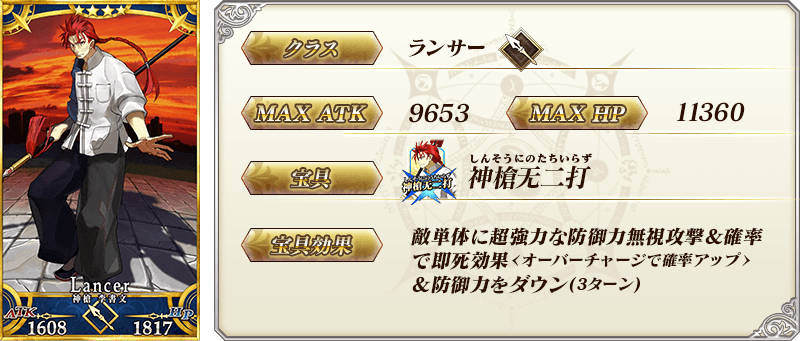 Lancer
神槍 李書文
ATK
1608
1817
HP
クラス
ランサー
MAX ATK
9653
MAX HP
11360
宝具
神槍无二打
しんそうにのたちいらず
神槍无二打
宝具効果
敵単体に超強力な防御力無視攻撃&確率
で即死効果<オーバーチャージで確率アップ>
&防御力をダウン(3ターン)